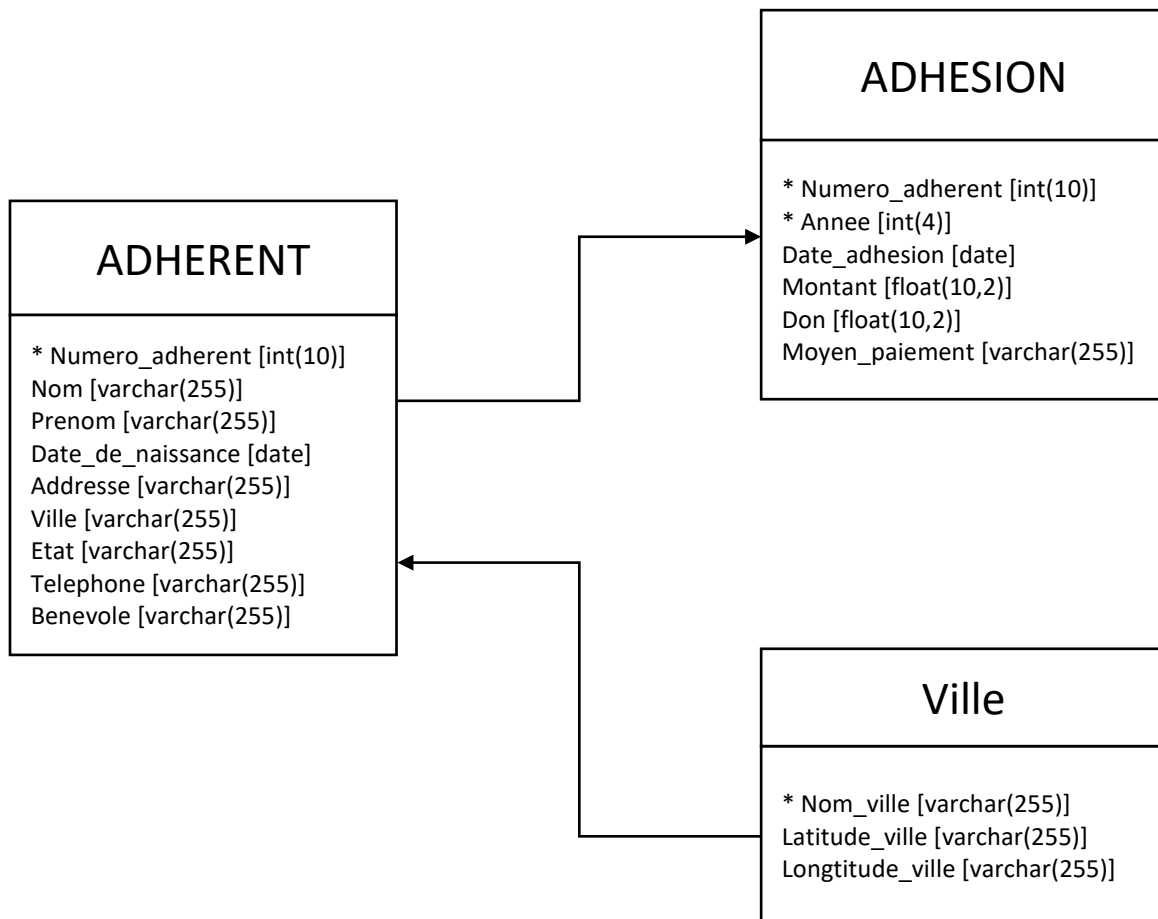 ADHESION
* Numero_adherent [int(10)]
* Annee [int(4)]
Date_adhesion [date]
Montant [float(10,2)]
Don [float(10,2)]
Moyen_paiement [varchar(255)]
ADHERENT
* Numero_adherent [int(10)]
Nom [varchar(255)]
Prenom [varchar(255)]
Date_de_naissance [date]
Addresse [varchar(255)]
Ville [varchar(255)]
Etat [varchar(255)]
Telephone [varchar(255)]
Benevole [varchar(255)]
Ville
* Nom_ville [varchar(255)]
Latitude_ville [varchar(255)]
Longtitude_ville [varchar(255)]